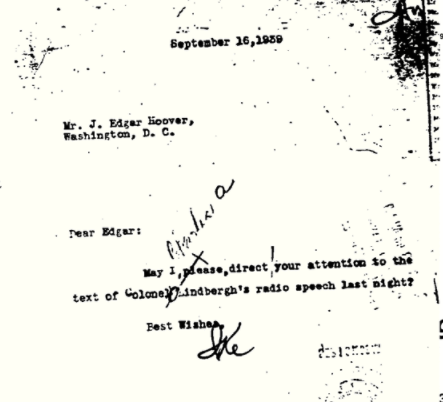 September 16,1939
Mr. J. Edgar Hoover,
Washington, D. C.
Dear Edgar:
May I,please,direct your attention to the
text of Colonel Lindbergh's radio speech last night?
Best Wishes,